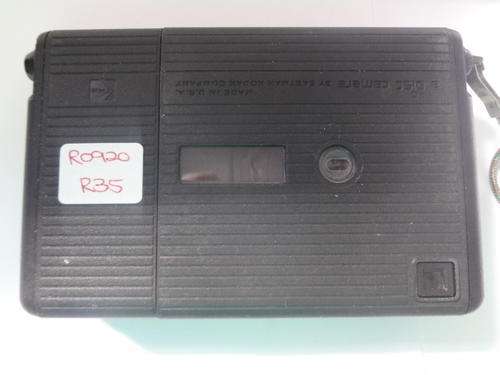 R0920
R35
a disc camera BY EASTMAN KODAK COMPANY
MADE IN U.S.A.